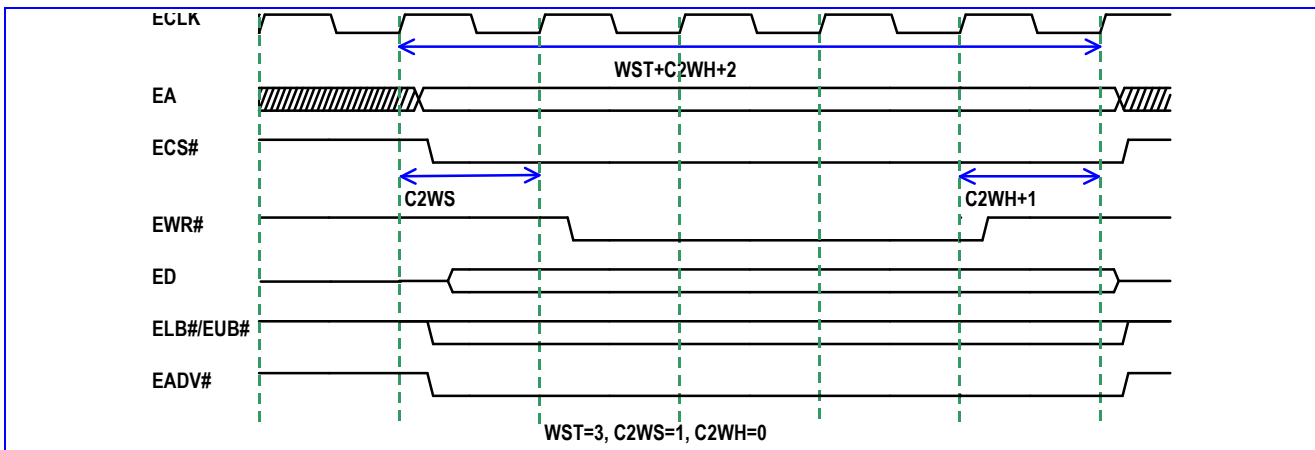 ECLK
WST+C2WH+2
EA
ECS#
C2WS
C2WH+1
EWR#
ED
ELB#/EUB#
EADV#
WST=3, C2WS=1, C2WH=0